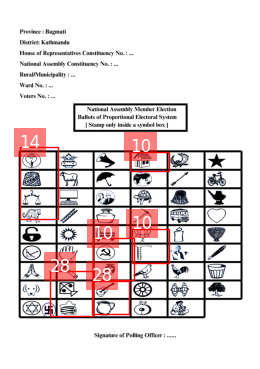 Province : Bagmati
District: Kathmandu
House of Representatives Constituency No. : ...
National Assembly Constituency No. : ...
Rural/Municipality : ...
Ward No. : ...
Voters No. : ...
National Assembly Member Election
Ballots of Proportional Electoral System
[ Stamp only inside a symbol box ]
14
10
10
10
28
28
Signature of Polling Officer : ......